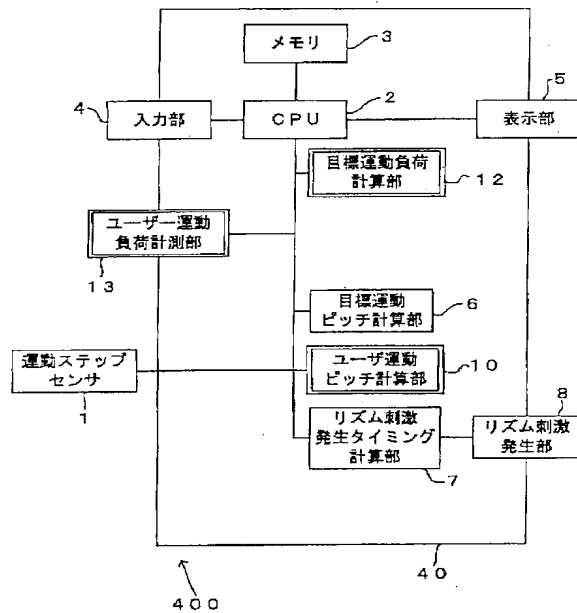 メモリ
3
4
入力部
CPU
2
5
表示部
目標運動負荷
計算部
12
ユーザー運動
負荷計測部
13
目標運動
ピッチ計算部
6
運動ステップ
センサ
1
ユーザ運動
ピッチ計算部
10
リズム刺激
発生タイミング
計算部
7
8
リズム刺激
発生部
40
400